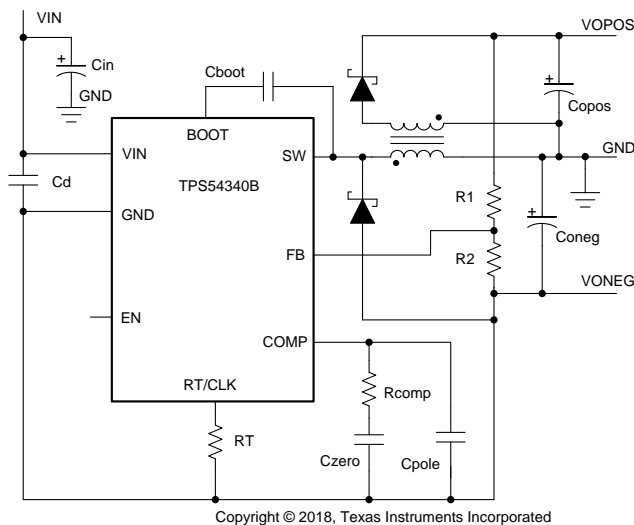 VIN
VOPOS
Cin
Cboot
+
+
GND
Copos
BOOT
VIN
SW
GND
Cd
TPS54340B
R1
GND
+
Coneg
FB
R2
VONEG
EN
COMP
RT/CLK
Rcomp
RT
Czero
Cpole
Copyright © 2018, Texas Instruments Incorporated